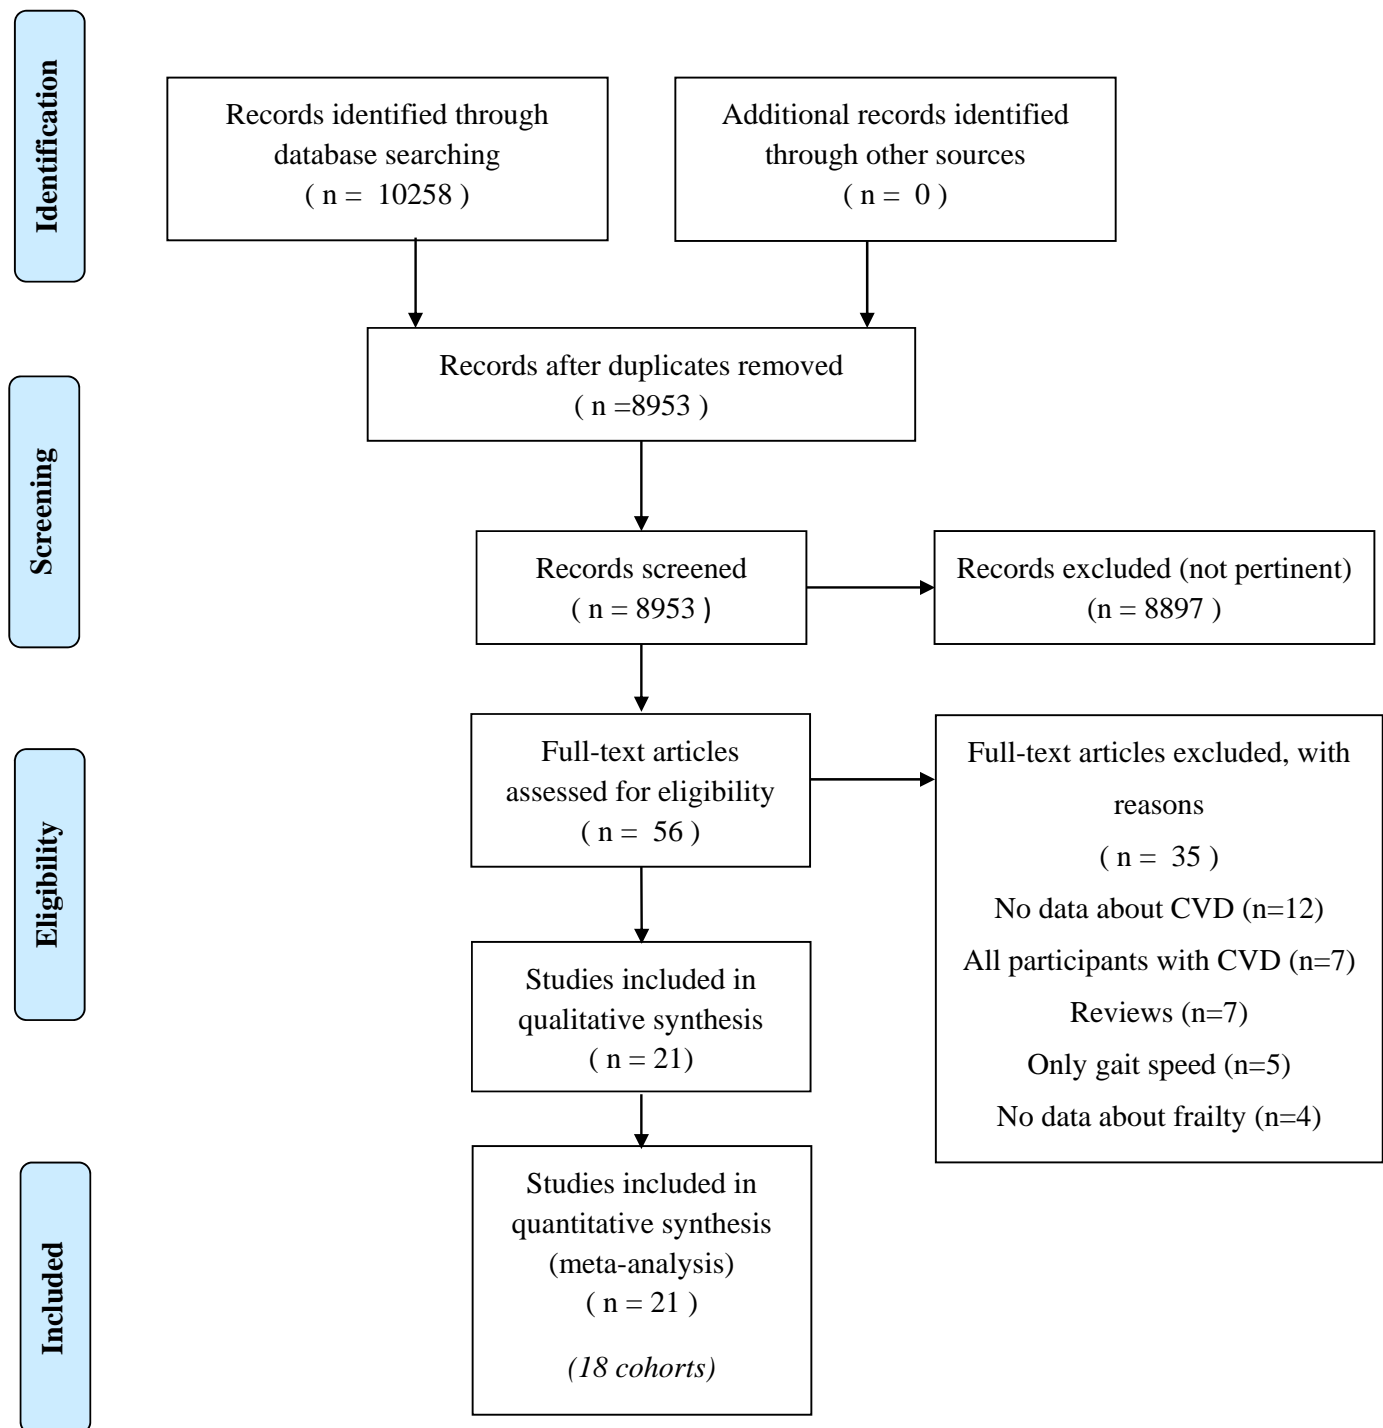 Identification
Records identified through
database searching
( n = 10258 )
Additional records identified
through other sources
( n = 0 )
Records after duplicates removed
( n =8953 )
Screening
Records screened
( n = 8953 )
Records excluded (not pertinent)
(n = 8897 )
Eligibility
Full-text articles
assessed for eligibility
( n = 56 )
Full-text articles excluded, with
reasons
( n = 35 )
No data about CVD (n=12)
All participants with CVD (n=7)
Reviews (n=7)
Only gait speed (n=5)
No data about frailty (n=4)
Studies included in
qualitative synthesis
( n = 21)
Included
Studies included in
quantitative synthesis
(meta-analysis)
( n = 21 )
(18 cohorts)